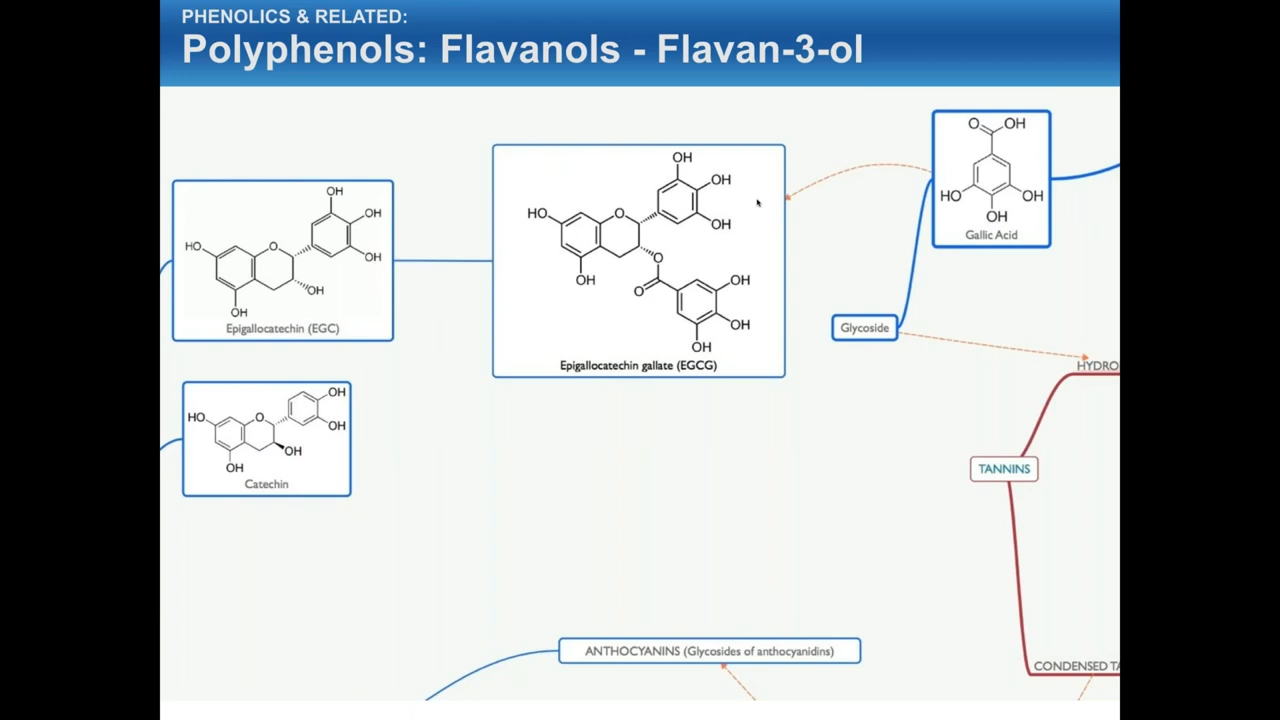 PHENOLICS & RELATED:
Polyphenols: Flavanols - Flavan-3-ol
OH
OH
OH
HO
O
OH
OH
Epigallocatechin (EGC)
OH
OH
OH
HO
O
O
O
OH
OH
OH
OH
Epigallocatechin gallate (EGCG)
O
OH
HO
OH
OH
Gallic Acid
Glycoside
HYDRO
OH
OH
HO
O
OH
OH
Catechin
TANNINS
ANTHOCYANINS (Glycosides of anthocyanidins)
CONDENSED TA